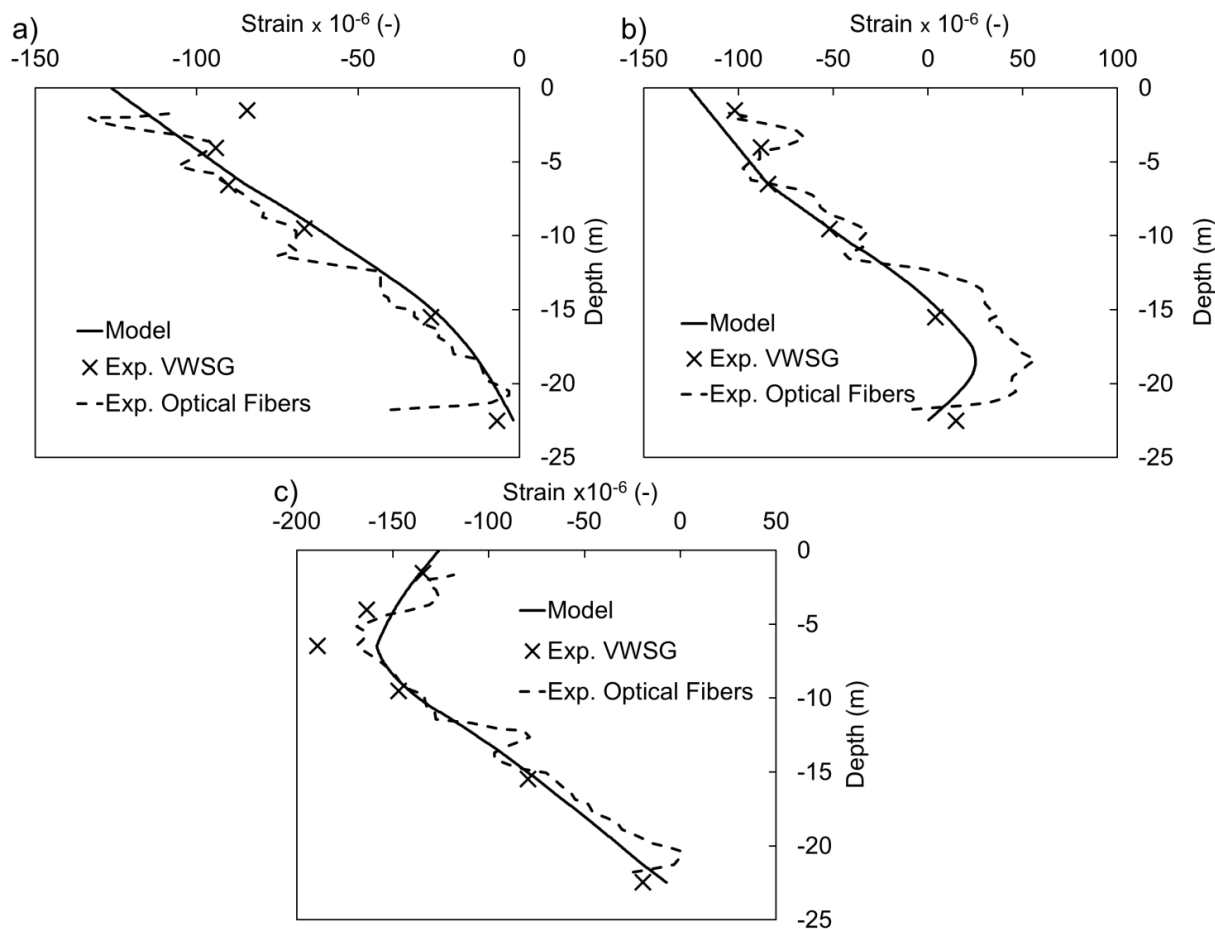 a)
Strain x 10-6 (-)
-150 -100 -50 0
0
-5
-10
-15
-20
-25
Depth (m)
Model
Exp. VWSG
Exp. Optical Fibers
b)
Strain x 10-6 (-)
-150 -100 -50 0 50 100
0
-5
-10
-15
-20
-25
Depth (m)
Model
Exp. VWSG
Exp. Optical Fibers
c)
Strain x10-6 (-)
-200 -150 -100 -50 0 50
0
-5
-10
-15
-20
-25
Depth (m)
Model
Exp. VWSG
Exp. Optical Fibers